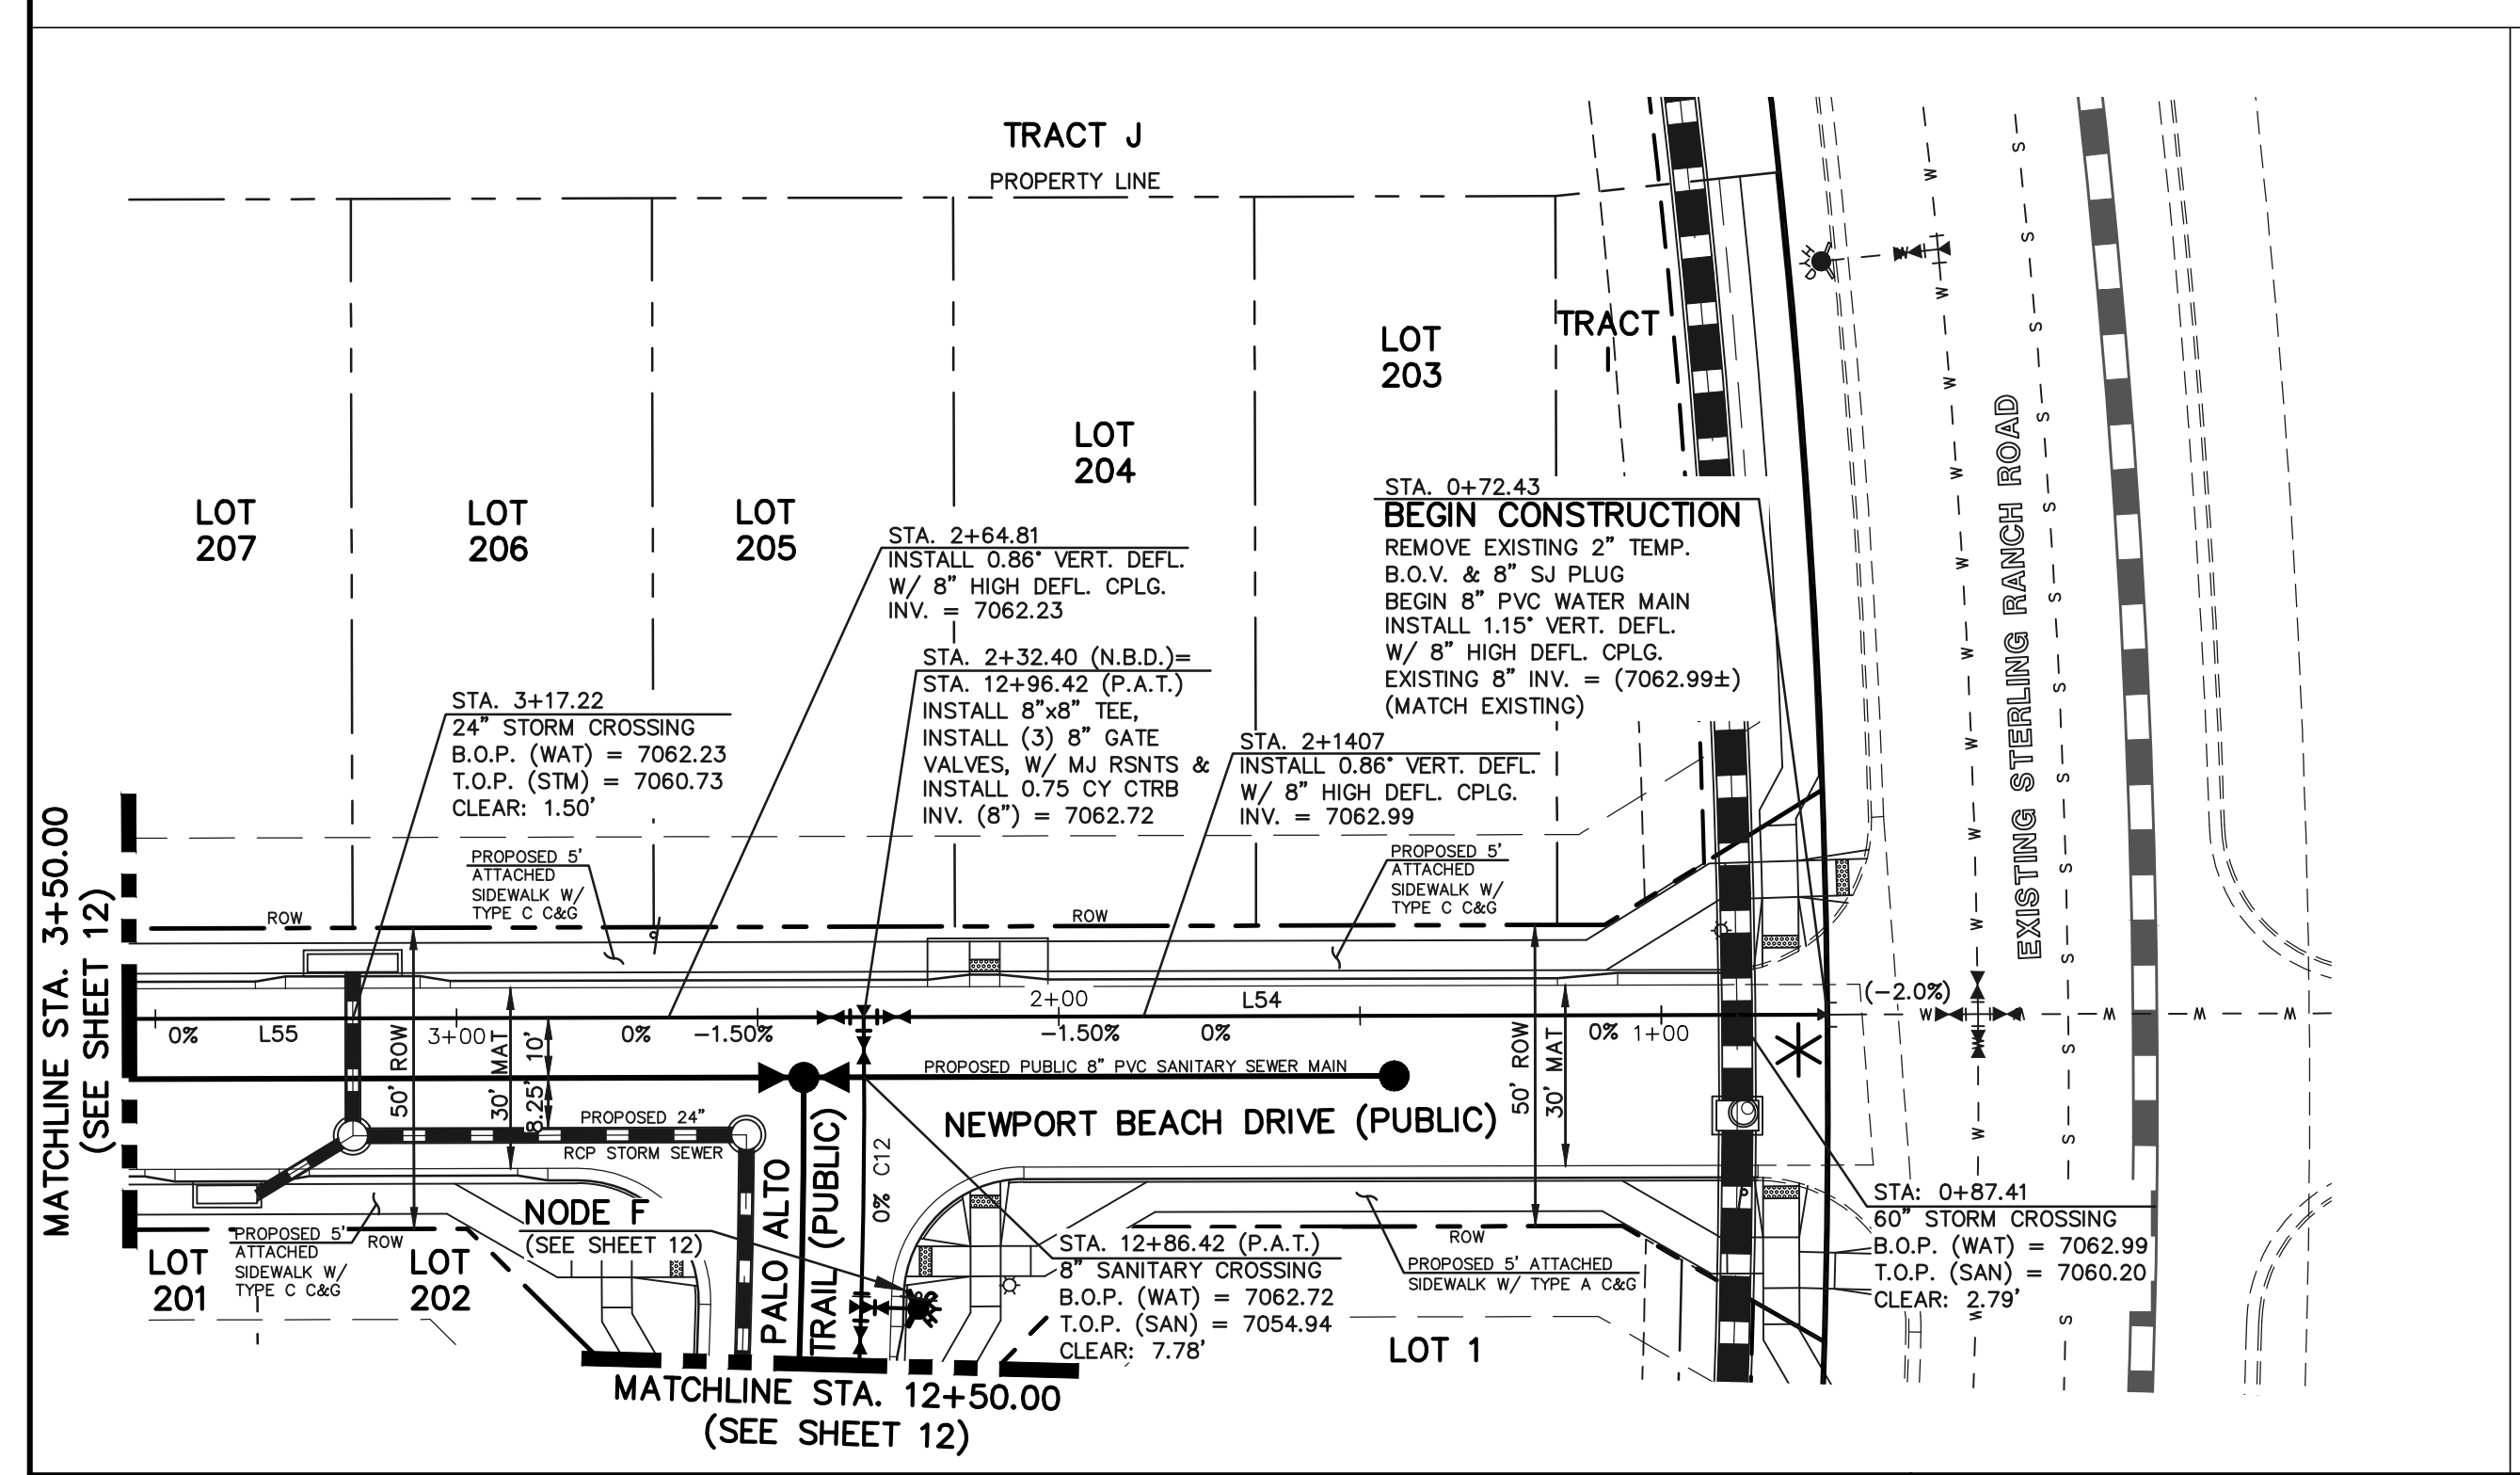 TRACT J
PROPERTY LINE
TRACT
I
LOT
203
LOT
204
LOT
205
LOT
206
LOT
207
HYD
STA. 0+72.43
BEGIN CONSTRUCTION
REMOVE EXISTING 2" TEMP.
B.O.V. & 8" SJ PLUG
BEGIN 8" PVC WATER MAIN
INSTALL 1.15° VERT. DEFL.
W/ 8" HIGH DEFL. CPLG.
EXISTING 8" INV. = (7062.99±)
(MATCH EXISTING)
STA. 2+64.81
INSTALL 0.86° VERT. DEFL.
W/ 8" HIGH DEFL. CPLG.
INV. = 7062.23
STA. 2+32.40 (N.B.D.)=
STA. 12+96.42 (P.A.T.)
INSTALL 8"x8" TEE,
INSTALL (3) 8" GATE
VALVES, W/ MJ RSNTS &
INSTALL 0.75 CY CTRB
INV. (8") = 7062.72
STA. 3+17.22
24" STORM CROSSING
B.O.P. (WAT) = 7062.23
T.O.P. (STM) = 7060.73
CLEAR: 1.50'
STA. 2+1407
INSTALL 0.86° VERT. DEFL.
W/ 8" HIGH DEFL. CPLG.
INV. = 7062.99
EXISTING STERLING RANCH ROAD
MATCHLINE STA. 3+50.00
(SEE SHEET 12)
PROPOSED 5'
ATTACHED
SIDEWALK W/
TYPE C C&G
PROPOSED 5'
ATTACHED
SIDEWALK W/
TYPE C C&G
ROW
ROW
0%
L55
50' ROW
3+00
30' MAT
10'
8.25'
0%
-1.50%
2+00
-1.50%
0%
L54
50' ROW
30' MAT
0%
1+00
(-2.0%)
PROPOSED PUBLIC 8" PVC SANITARY SEWER MAIN
NEWPORT BEACH DRIVE (PUBLIC)
PROPOSED 24"
RCP STORM SEWER
PALO ALTO
TRAIL (PUBLIC)
0% C12
NODE F
(SEE SHEET 12)
PROPOSED 5'
ATTACHED
SIDEWALK W/
TYPE C C&G
ROW
LOT
201
LOT
202
STA. 12+86.42 (P.A.T.)
8" SANITARY CROSSING
B.O.P. (WAT) = 7062.72
T.O.P. (SAN) = 7054.94
CLEAR: 7.78'
ROW
PROPOSED 5' ATTACHED
SIDEWALK W/ TYPE A C&G
LOT 1
STA: 0+87.41
60" STORM CROSSING
B.O.P. (WAT) = 7062.99
T.O.P. (SAN) = 7060.20
CLEAR: 2.79'
MATCHLINE STA. 12+50.00
(SEE SHEET 12)